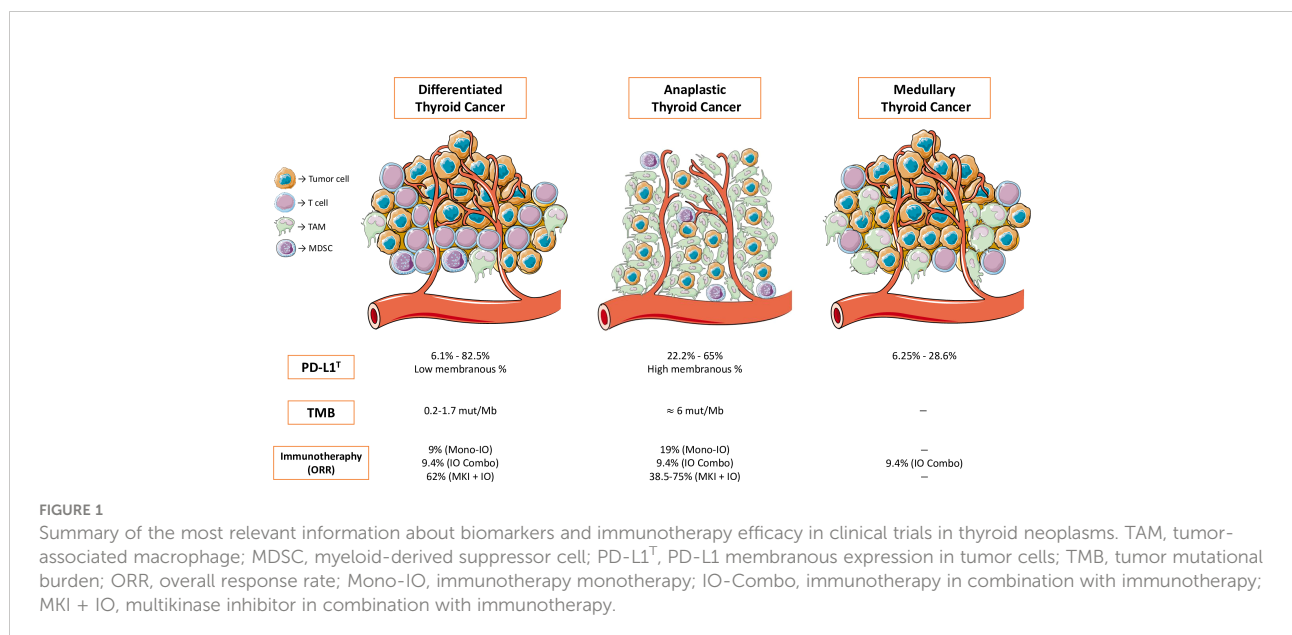 Differentiated
Thyroid Cancer
Anaplastic
Thyroid Cancer
Medullary
Thyroid Cancer
→ Tumor cell
→ T cell
→ TAM
→ MDSC
PD-L1ᵀ
6.1% - 82.5%
Low membranous %
22.2% - 65%
High membranous %
6.25% - 28.6%
TMB
0.2-1.7 mut/Mb
≈ 6 mut/Mb
–
Immunotheraphy
(ORR)
9% (Mono-IO)
9.4% (IO Combo)
62% (MKI + IO)
19% (Mono-IO)
9.4% (IO Combo)
38.5-75% (MKI + IO)
–
9.4% (IO Combo)
–
FIGURE 1
Summary of the most relevant information about biomarkers and immunotherapy efficacy in clinical trials in thyroid neoplasms. TAM, tumor-
associated macrophage; MDSC, myeloid-derived suppressor cell; PD-L1ᵀ, PD-L1 membranous expression in tumor cells; TMB, tumor mutational
burden; ORR, overall response rate; Mono-IO, immunotherapy monotherapy; IO-Combo, immunotherapy in combination with immunotherapy;
MKI + IO, multikinase inhibitor in combination with immunotherapy.